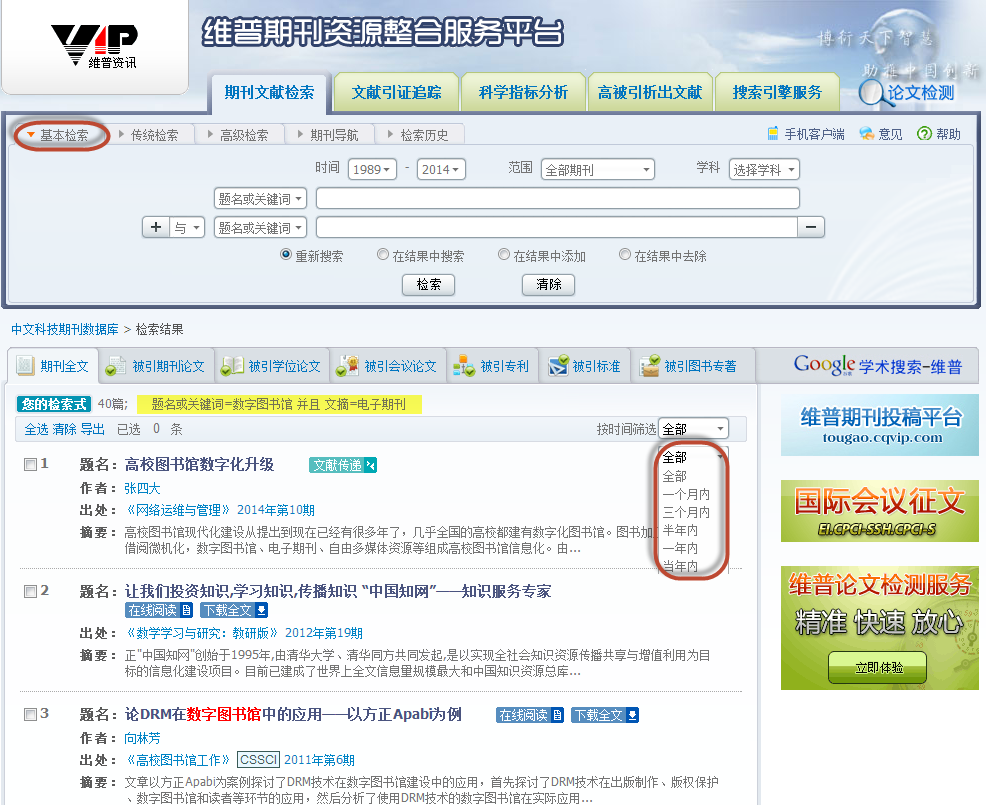 VIP
维普资讯
维普期刊资源整合服务平台
博衍天下智慧
助推中国创新
期刊文献检索 文献引证追踪 科学指标分析 高被引析出文献 搜索引擎服务 论文检测
基本检索 传统检索 高级检索 期刊导航 检索历史 手机客户端 意见 帮助
时间 1989 - 2014 范围 全部期刊 学科 选择学科
题名或关键词
+ 与 题名或关键词 −
重新搜索 在结果中搜索 在结果中添加 在结果中去除
检索 清除
中文科技期刊数据库 > 检索结果
期刊全文 被引期刊论文 被引学位论文 被引会议论文 被引专利 被引标准 被引图书专著 Google 学术搜索-维普
您的检索式 40篇; 题名或关键词=数字图书馆 并且 文摘=电子期刊
全选 清除 导出 已选 0 条 按时间筛选 全部
全部
全部
一个月内
三个月内
半年内
一年内
当年内
1 题名：高校图书馆数字化升级 文献传递
作者：张四大
出处：《网络运维与管理》 2014年第10期
摘要：高校图书馆现代化建设从提出到现在已经有很多年了，几乎全国的高校都建有数字化图书馆。图书加
借阅微机化，数字图书馆、电子期刊、自由多媒体资源等组成高校图书馆信息化。由...
2 题名：让我们投资知识,学习知识,传播知识 “中国知网”——知识服务专家
在线阅读 下载全文
出处：《数学学习与研究：教研版》 2012年第19期
摘要：正"中国知网"创始于1995年,由清华大学、清华同方共同发起,是以实现全社会知识资源传播共享与增值利用为目
标的信息化建设项目。目前已建成了世界上全文信息量规模最大和中国知识资源总库...
3 题名：论DRM在数字图书馆中的应用——以方正Apabi为例 在线阅读 下载全文
作者：向林芳
出处：《高校图书馆工作》 CSSCI 2011年第6期
摘要：文章以方正Apabi为案例探讨了DRM技术在数字图书馆建设中的应用，首先探讨了DRM技术在出版制作、版权保护
、数字图书馆和读者等环节的应用，然后分析了使用DRM技术的数字图书馆在实际应用...
维普期刊投稿平台
tougao.cqvip.com
国际会议征文
EI.CPCI-SSH.CPCI-S
维普论文检测服务
精准 快速 放心
立即体验